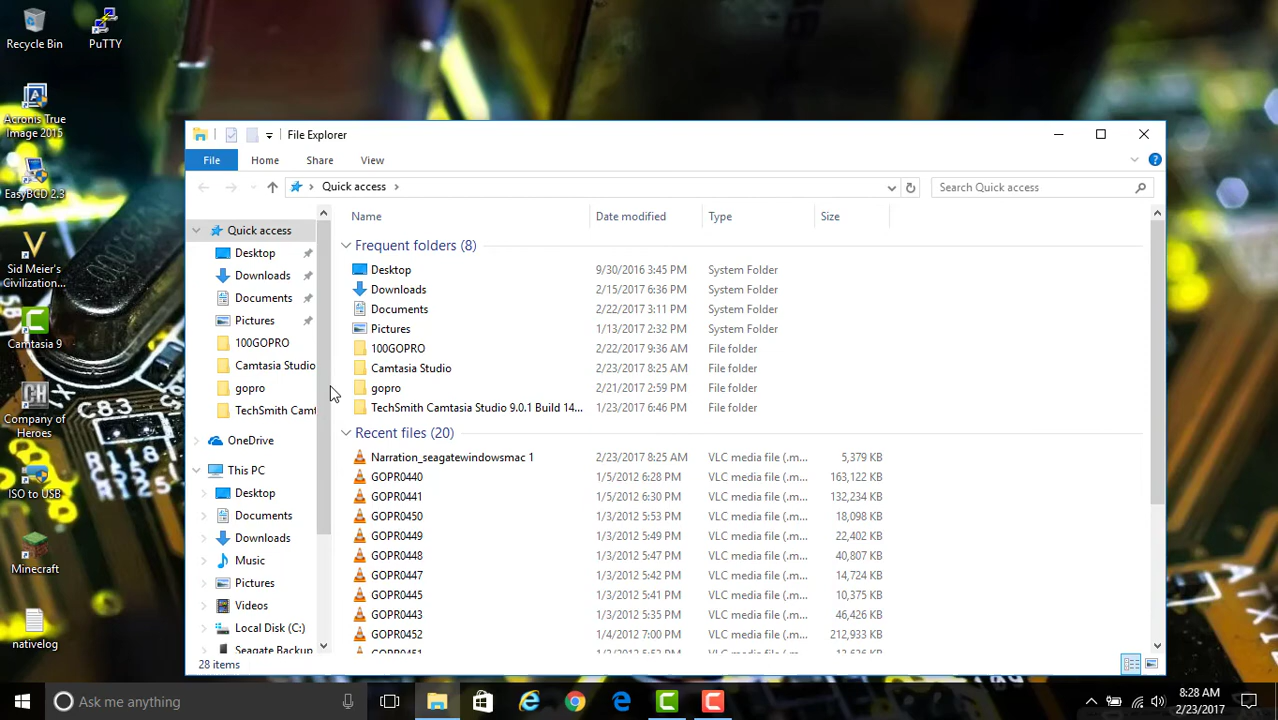 Recycle Bin
PuTTY
Acronis True
Image 2015
EasyBCD 2.3
Sid Meier's
Civilization...
Camtasia 9
Company of
Heroes
ISO to USB
Minecraft
nativelog
File Explorer
File Home Share View
Quick access
Search Quick access
Quick access
Desktop
Downloads
Documents
Pictures
100GOPRO
Camtasia Studio
gopro
TechSmith Camt
OneDrive
This PC
Desktop
Documents
Downloads
Music
Pictures
Videos
Local Disk (C:)
Seagate Backup
Name Date modified Type Size
Frequent folders (8)
Desktop 9/30/2016 3:45 PM System Folder
Downloads 2/15/2017 6:36 PM System Folder
Documents 2/22/2017 3:11 PM System Folder
Pictures 1/13/2017 2:32 PM System Folder
100GOPRO 2/22/2017 9:36 AM File folder
Camtasia Studio 2/23/2017 8:25 AM File folder
gopro 2/21/2017 2:59 PM File folder
TechSmith Camtasia Studio 9.0.1 Build 14... 1/23/2017 6:46 PM File folder
Recent files (20)
Narration_seagatewindowsmac 1 2/23/2017 8:25 AM VLC media file (.m... 5,379 KB
GOPR0440 1/5/2012 6:28 PM VLC media file (.m... 163,122 KB
GOPR0441 1/5/2012 6:30 PM VLC media file (.m... 132,234 KB
GOPR0450 1/3/2012 5:53 PM VLC media file (.m... 18,098 KB
GOPR0449 1/3/2012 5:49 PM VLC media file (.m... 22,402 KB
GOPR0448 1/3/2012 5:47 PM VLC media file (.m... 40,807 KB
GOPR0447 1/3/2012 5:42 PM VLC media file (.m... 14,724 KB
GOPR0445 1/3/2012 5:41 PM VLC media file (.m... 10,375 KB
GOPR0443 1/3/2012 5:35 PM VLC media file (.m... 46,426 KB
GOPR0452 1/4/2012 7:00 PM VLC media file (.m... 212,933 KB
28 items
C83
R118
Ask me anything
8:28 AM
2/23/2017